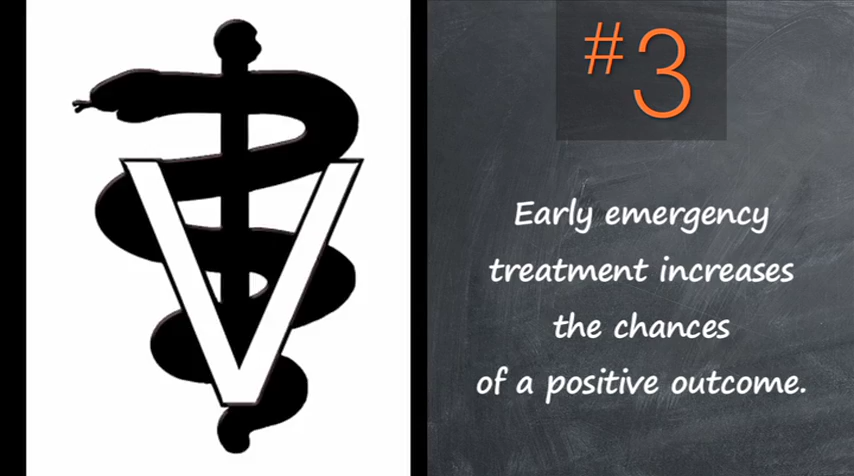 V
#3
Early emergency
treatment increases
the chances
of a positive outcome.